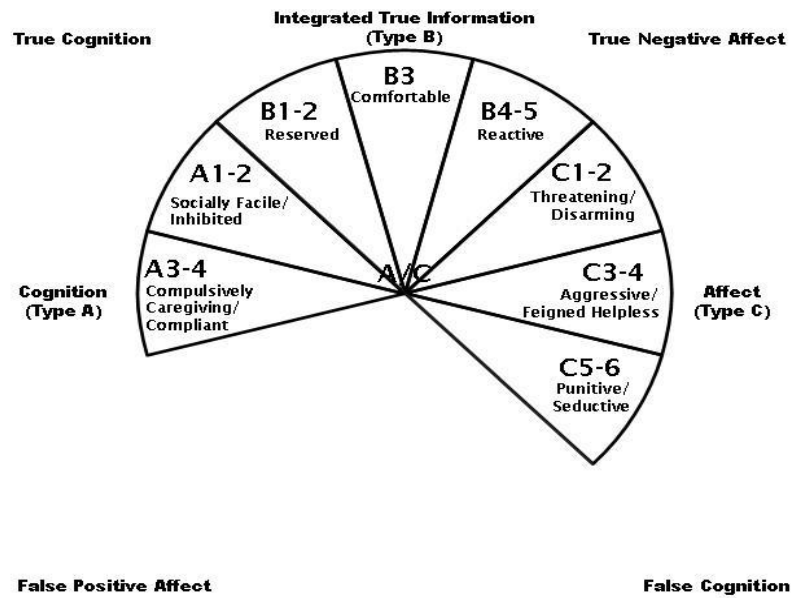 Integrated True Information
(Type B)
True Cognition
True Negative Affect
B3
Comfortable
B1-2
Reserved
B4-5
Reactive
A1-2
Socially Facile/
Inhibited
C1-2
Threatening/
Disarming
A/C
Cognition
(Type A)
A3-4
Compulsively
Caregiving/
Compliant
C3-4
Aggressive/
Feigned Helpless
Affect
(Type C)
C5-6
Punitive/
Seductive
False Positive Affect
False Cognition